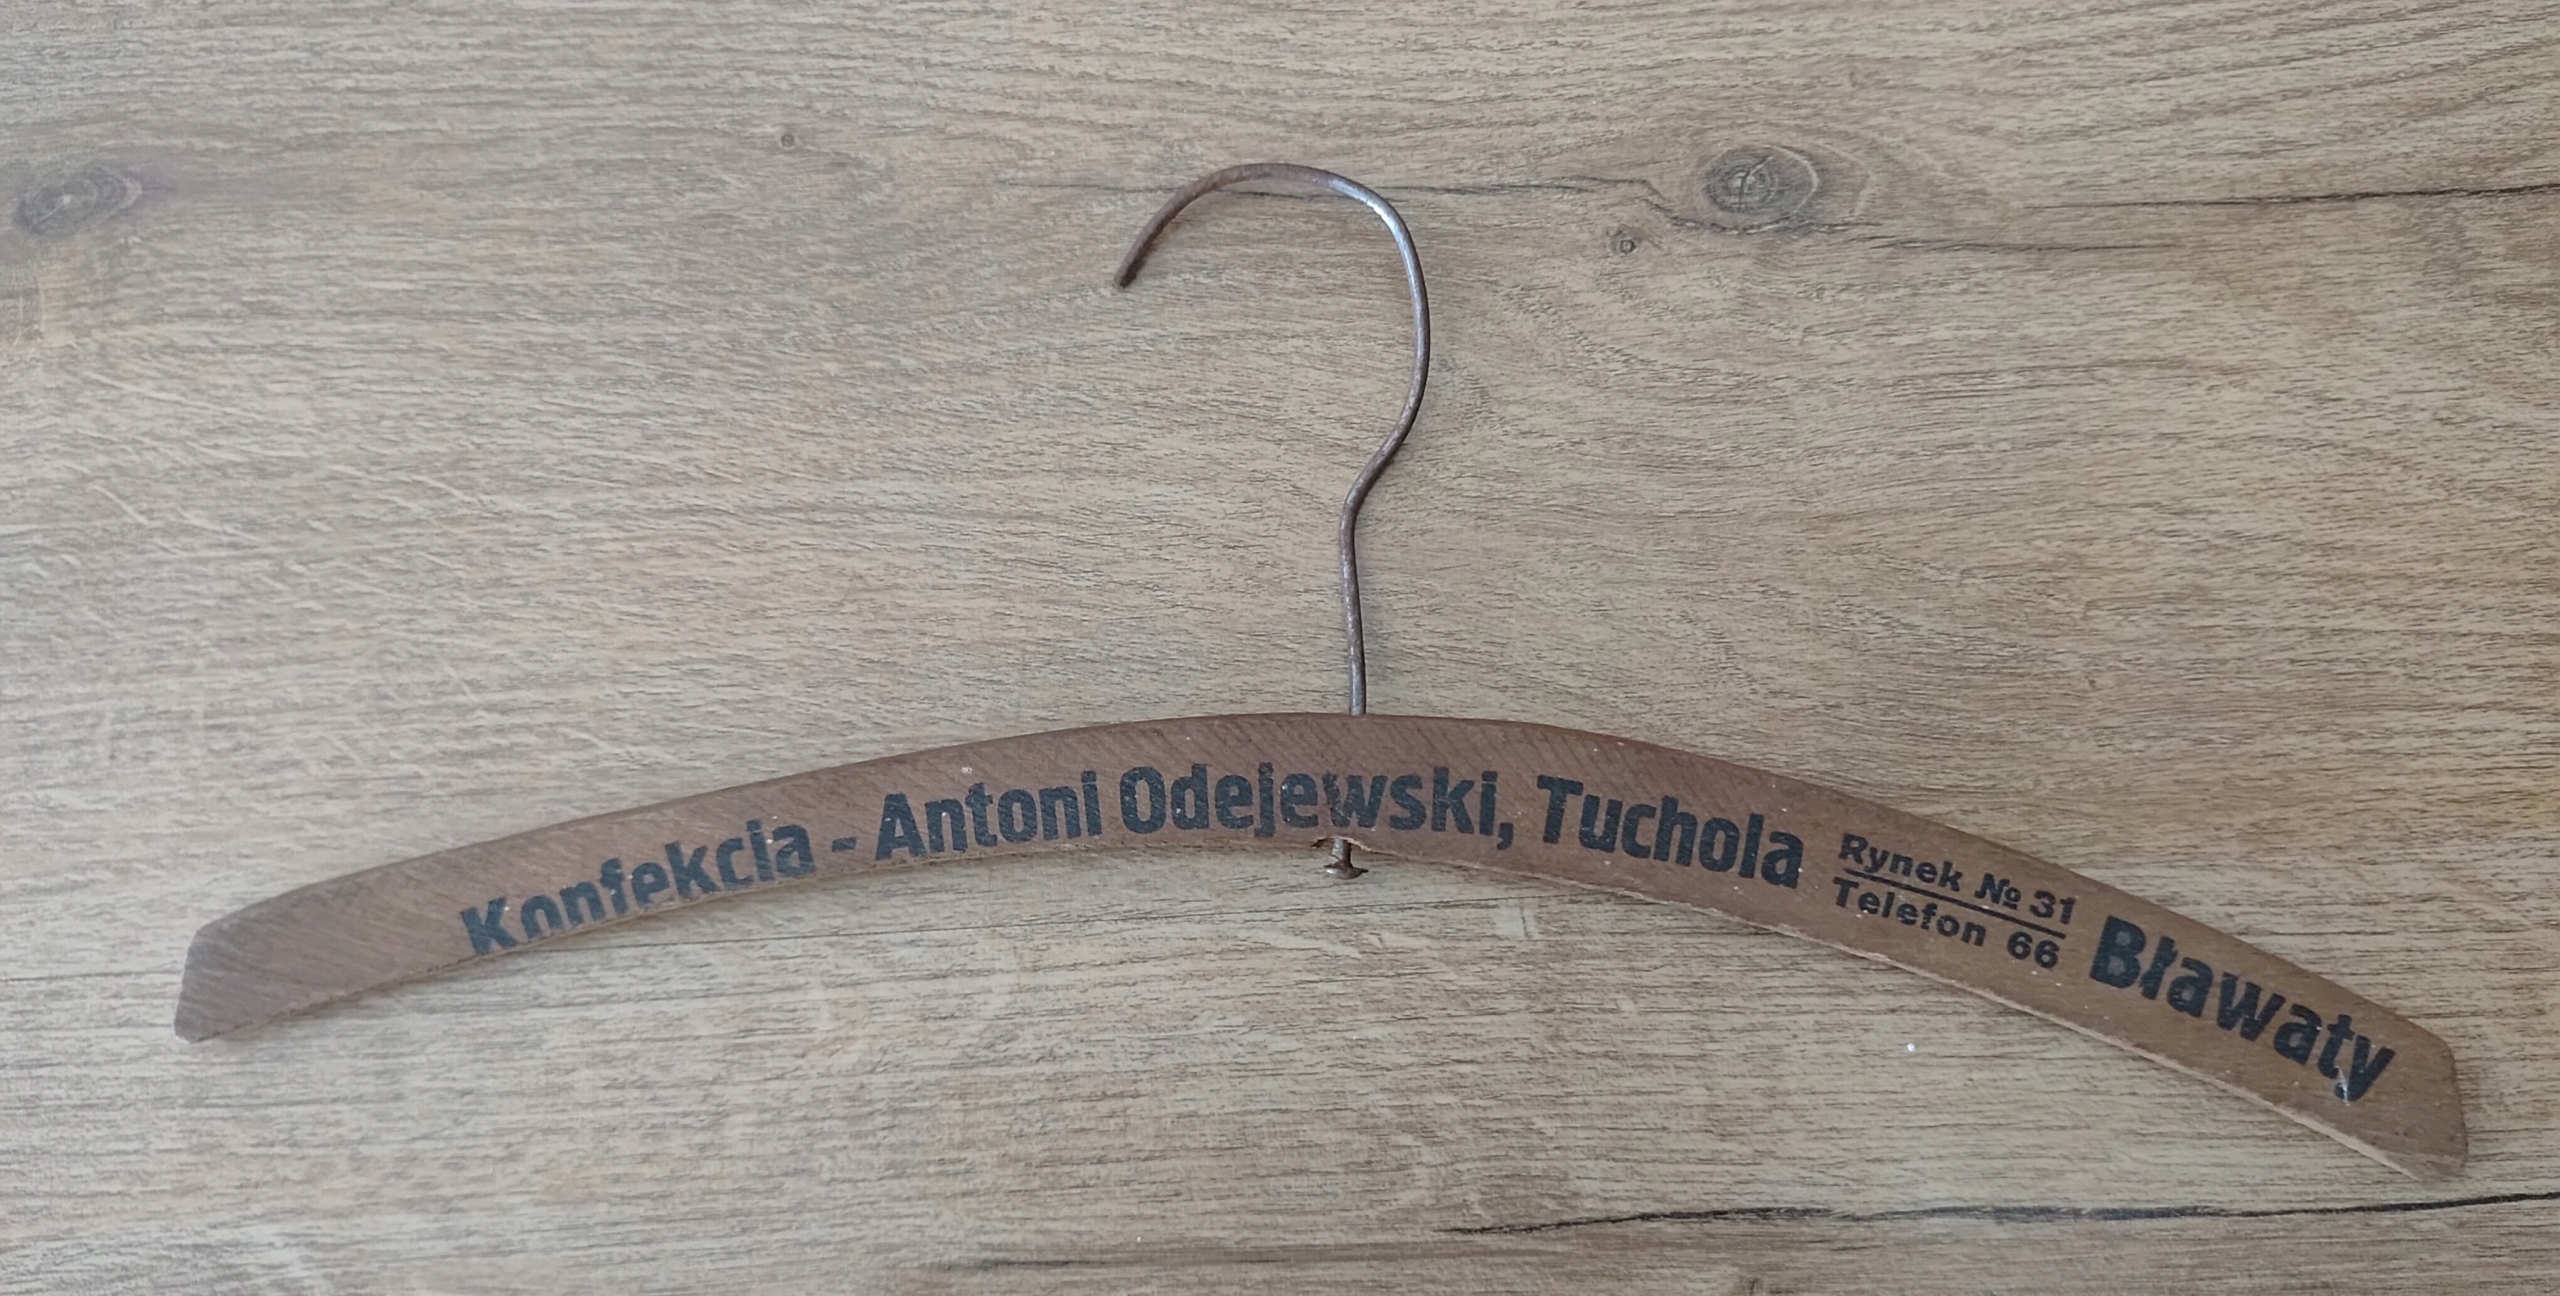 Konfekcia - Antoni Odejewski, Tuchola
Rynek № 31
Telefon 66
Bławaty